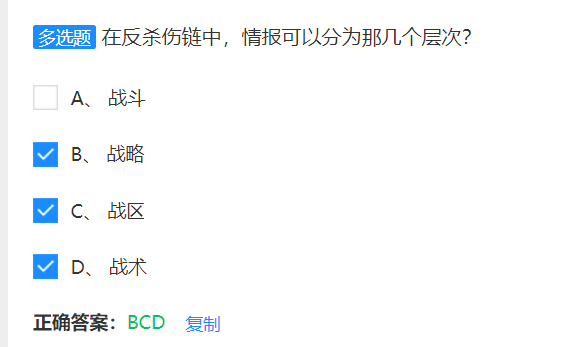 多选题 在反杀伤链中，情报可以分为那几个层次？
A、 战斗
B、 战略
C、 战区
D、 战术
正确答案：BCD 复制